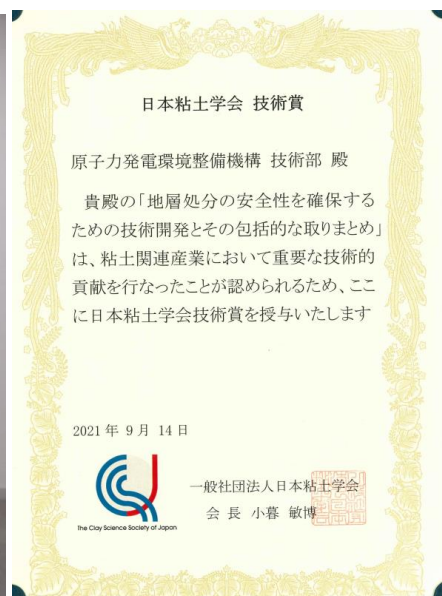 日本粘土学会 技術賞
原子力発電環境整備機構 技術部 殿
貴殿の「地層処分の安全性を確保する
ための技術開発とその包括的な取りまとめ」
は、粘土関連産業において重要な技術的
貢献を行なったことが認められるため、ここ
に日本粘土学会技術賞を授与いたします
2021年 9月 14日
The Clay Science Society of Japan
一般社団法人日本粘土学会
会長 小暮 敏博